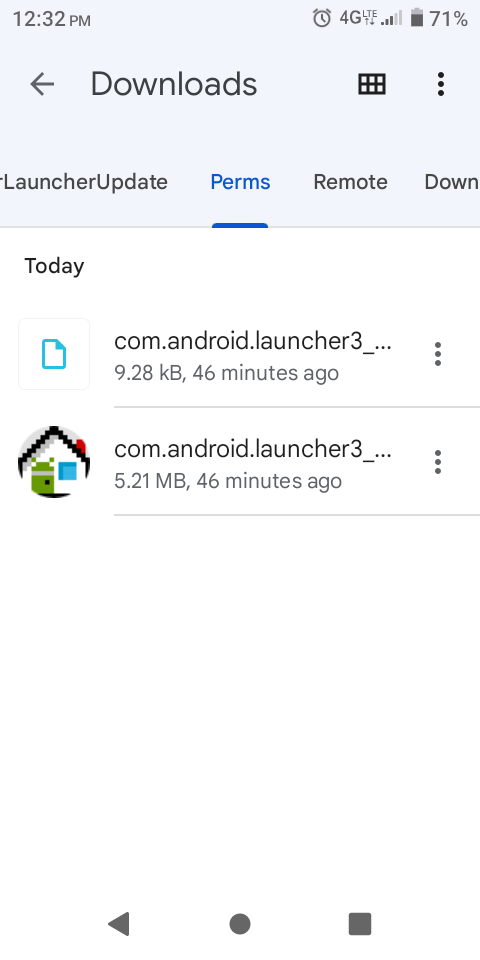 12:32 PM 4G LTE 71%
Downloads
rLauncherUpdate Perms Remote Down
Today
com.android.launcher3_...
9.28 kB, 46 minutes ago
com.android.launcher3_...
5.21 MB, 46 minutes ago